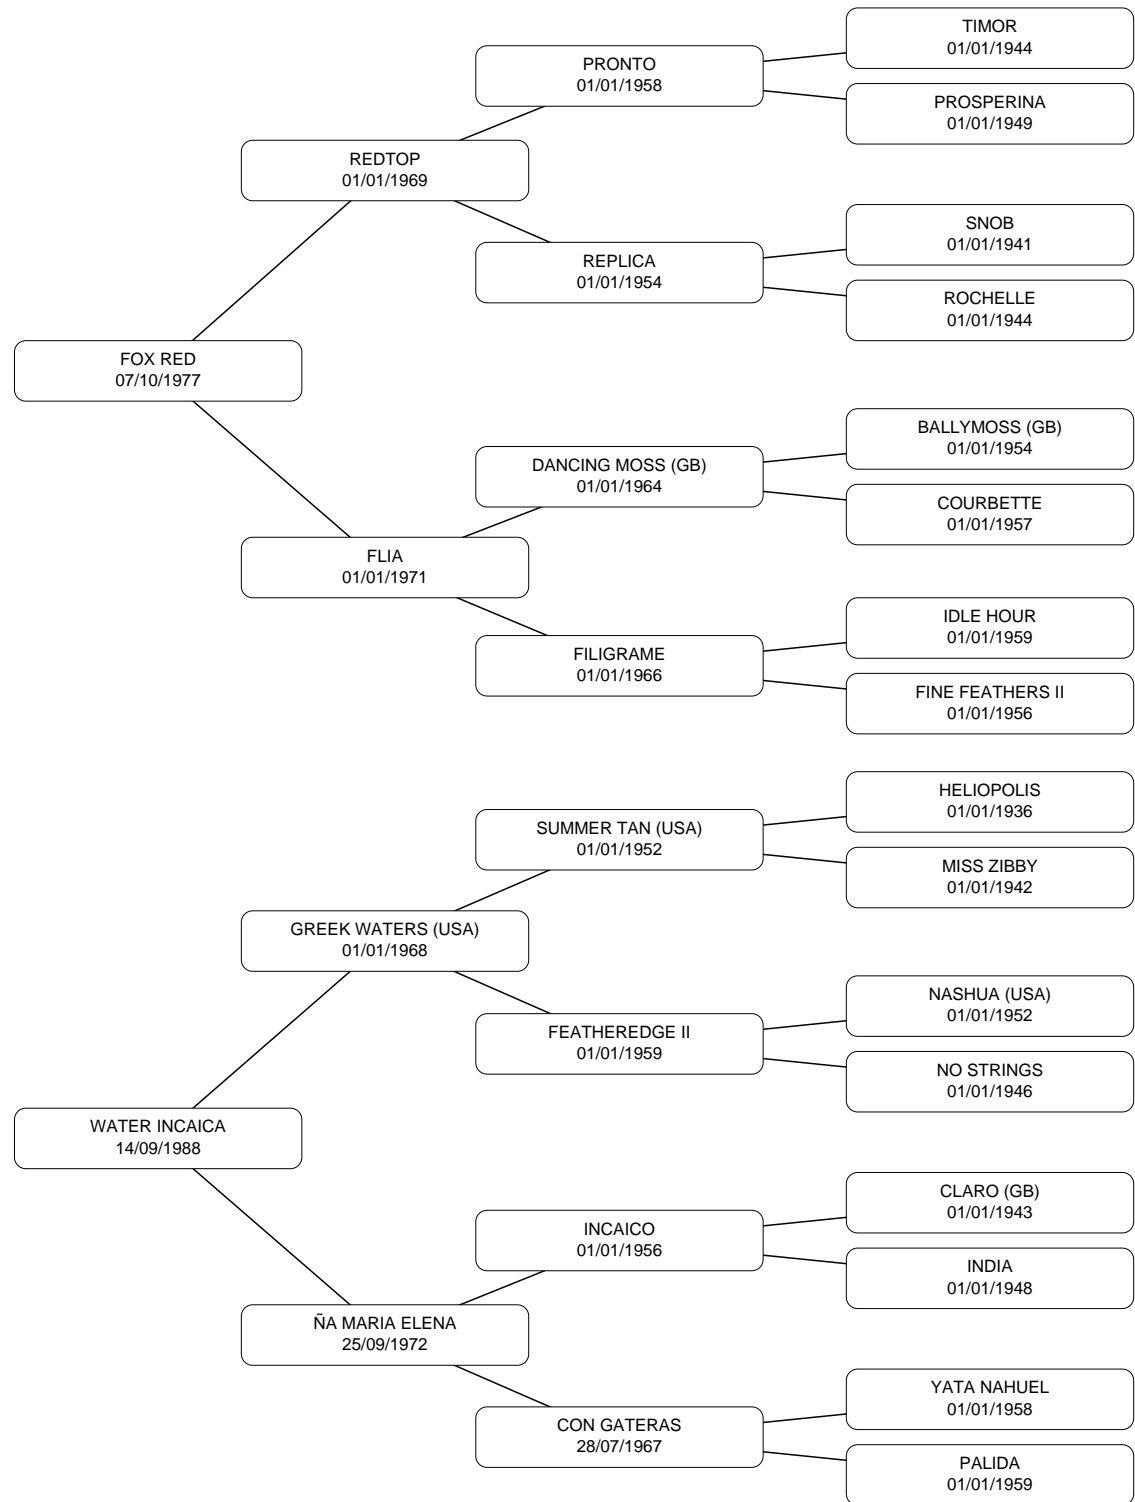 TIMOR
01/01/1944
PRONTO
01/01/1958
PROSPERINA
01/01/1949
REDTOP
01/01/1969
SNOB
01/01/1941
REPLICA
01/01/1954
ROCHELLE
01/01/1944
FOX RED
07/10/1977
BALLYMOSS (GB)
01/01/1954
DANCING MOSS (GB)
01/01/1964
COURBETTE
01/01/1957
FLIA
01/01/1971
IDLE HOUR
01/01/1959
FILIGRAME
01/01/1966
FINE FEATHERS II
01/01/1956
HELIOPOLIS
01/01/1936
SUMMER TAN (USA)
01/01/1952
MISS ZIBBY
01/01/1942
GREEK WATERS (USA)
01/01/1968
NASHUA (USA)
01/01/1952
FEATHEREDGE II
01/01/1959
NO STRINGS
01/01/1946
WATER INCAICA
14/09/1988
CLARO (GB)
01/01/1943
INCAICO
01/01/1956
INDIA
01/01/1948
ÑA MARIA ELENA
25/09/1972
YATA NAHUEL
01/01/1958
CON GATERAS
28/07/1967
PALIDA
01/01/1959